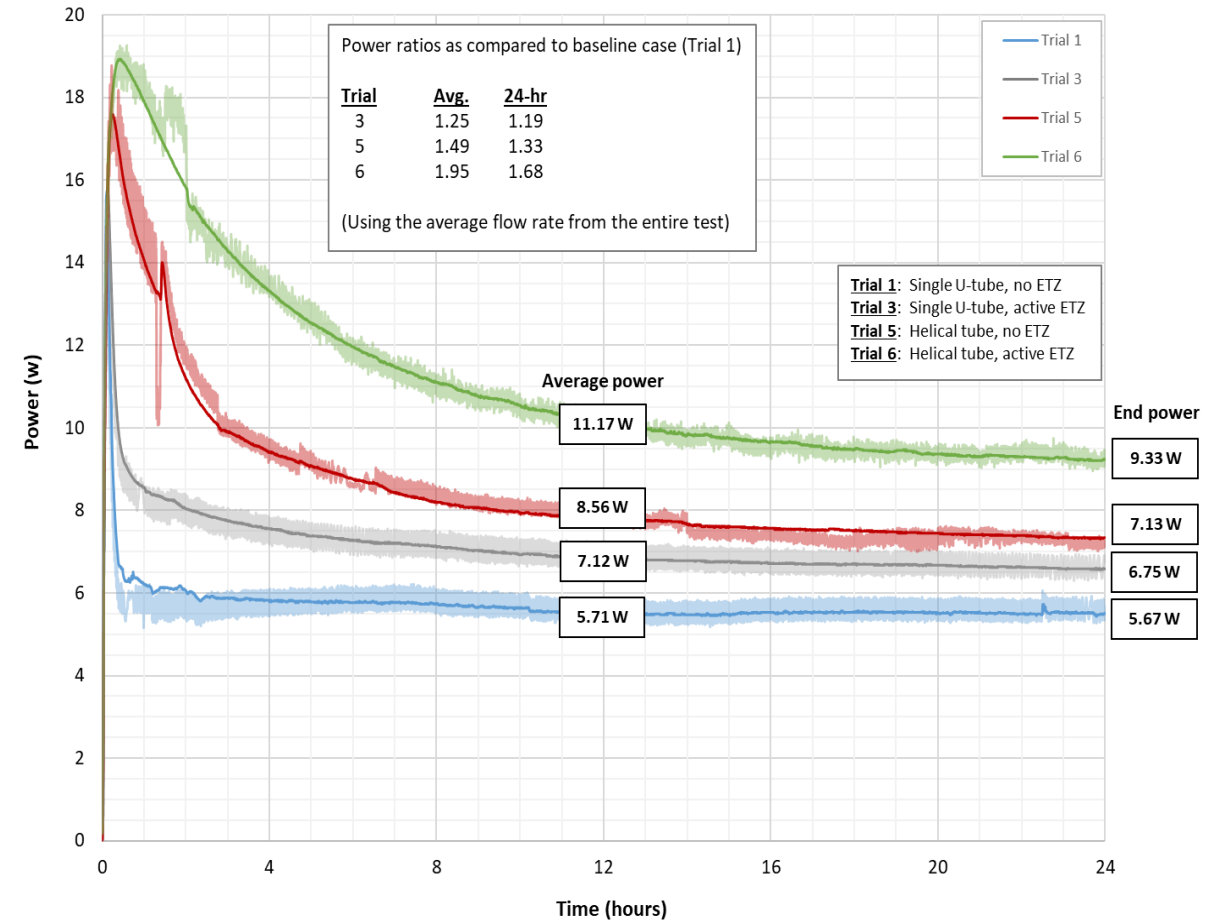 20
18
16
14
12
10
8
6
4
2
0
Power (w)
Power ratios as compared to baseline case (Trial 1)
Trial Avg. 24-hr
3 1.25 1.19
5 1.49 1.33
6 1.95 1.68
(Using the average flow rate from the entire test)
Trial 1
Trial 3
Trial 5
Trial 6
Trial 1: Single U-tube, no ETZ
Trial 3: Single U-tube, active ETZ
Trial 5: Helical tube, no ETZ
Trial 6: Helical tube, active ETZ
Average power
11.17 W
8.56 W
7.12 W
5.71 W
End power
9.33 W
7.13 W
6.75 W
5.67 W
0 4 8 12 16 20 24
Time (hours)